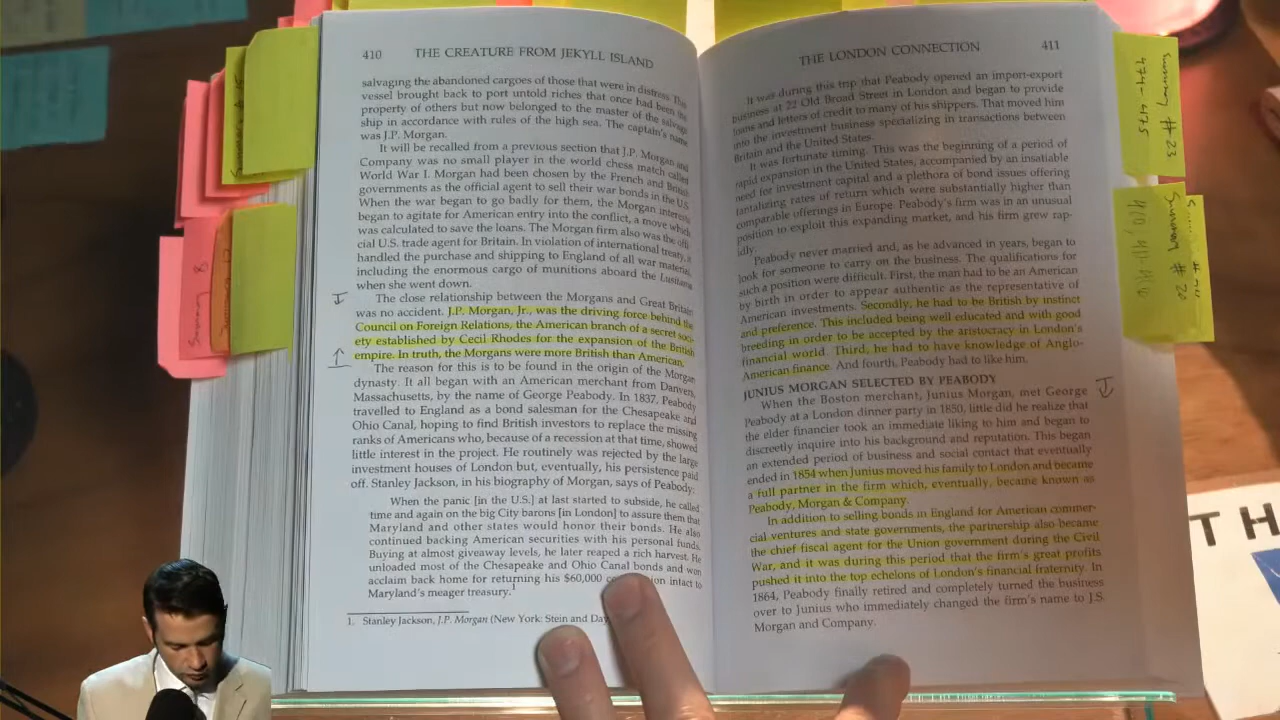 410 THE CREATURE FROM JEKYLL ISLAND
salvaging the abandoned cargoes of those that were in distress. This
vessel brought back to port untold riches that once had been the
property of others but now belonged to the master of the salvage
ship in accordance with rules of the high sea. The captain's name
was J.P. Morgan.
It will be recalled from a previous section that J.P. Morgan and
Company was no small player in the world chess match called
World War I. Morgan had been chosen by the French and British
governments as the official agent to sell their war bonds in the U.S.
When the war began to go badly for them, the Morgan interests
began to agitate for American entry into the conflict, a move which
was calculated to save the loans. The Morgan firm also was the offi-
cial U.S. trade agent for Britain. In violation of international treaty, it
handled the purchase and shipping to England of all war materials,
including the enormous cargo of munitions aboard the Lusitania
when she went down.
The close relationship between the Morgans and Great Britain
was no accident. J.P. Morgan, Jr., was the driving force behind the
Council on Foreign Relations, the American branch of a secret soci-
ety established by Cecil Rhodes for the expansion of the British
empire. In truth, the Morgans were more British than American.
The reason for this is to be found in the origin of the Morgan
dynasty. It all began with an American merchant from Danvers,
Massachusetts, by the name of George Peabody. In 1837, Peabody
travelled to England as a bond salesman for the Chesapeake and
Ohio Canal, hoping to find British investors to replace the missing
ranks of Americans who, because of a recession at that time, showed
little interest in the project. He routinely was rejected by the large
investment houses of London but, eventually, his persistence paid
off. Stanley Jackson, in his biography of Morgan, says of Peabody:
When the panic [in the U.S.] at last started to subside, he called
time and again on the big City barons [in London] to assure them that
Maryland and other states would honor their bonds. He also
continued backing American securities with his personal funds.
Buying at almost giveaway levels, he later reaped a rich harvest. He
unloaded most of the Chesapeake and Ohio Canal bonds and won
acclaim back home for returning his $60,000 intact to
Maryland's meager treasury.1
1. Stanley Jackson, J.P. Morgan (New York: Stein and Day
THE LONDON CONNECTION 411
It was during this trip that Peabody opened an import-export
business at 22 Old Broad Street in London and began to provide
loans and letters of credit to many of his shippers. That moved him
into the investment business specializing in transactions between
Britain and the United States.
It was fortunate timing. This was the beginning of a period of
rapid expansion in the United States, accompanied by an insatiable
need for investment capital and a plethora of bond issues offering
tantalizing rates of return which were substantially higher than
comparable offerings in Europe. Peabody's firm was in an unusual
position to exploit this expanding market, and his firm grew rap-
idly.
Peabody never married and, as he advanced in years, began to
look for someone to carry on the business. The qualifications for
such a position were difficult. First, the man had to be an American
by birth in order to appear authentic as the representative of
American investments. Secondly, he had to be British by instinct
and preference. This included being well educated and with good
breeding in order to be accepted by the aristocracy in London's
financial world. Third, he had to have knowledge of Anglo-
American finance. And fourth, Peabody had to like him.
JUNIUS MORGAN SELECTED BY PEABODY
When the Boston merchant, Junius Morgan, met George
Peabody at a London dinner party in 1850, little did he realize that
the elder financier took an immediate liking to him and began to
discreetly inquire into his background and reputation. This began
an extended period of business and social contact that eventually
ended in 1854 when Junius moved his family to London and became
a full partner in the firm which, eventually, became known as
Peabody, Morgan & Company.
In addition to selling bonds in England for American commer-
cial ventures and state governments, the partnership also became
the chief fiscal agent for the Union government during the Civil
War, and it was during this period that the firm's great profits
pushed it into the top echelons of London's financial fraternity. In
1864, Peabody finally retired and completely turned the business
over to Junius who immediately changed the firm's name to J.S.
Morgan and Company.
Summary # 23
474-475
Summary # 20
Summary 8
TH